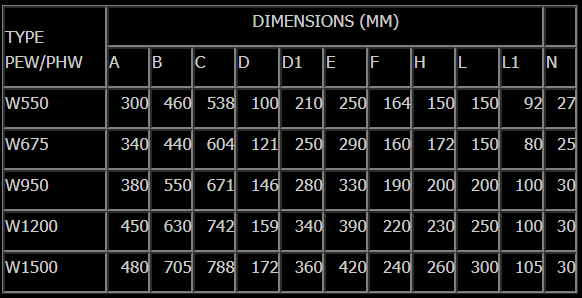 DIMENSIONS (MM)
TYPE
PEW/PHW A B C D D1 E F H L L1 N
W550 300 460 538 100 210 250 164 150 150 92 27
W675 340 440 604 121 250 290 160 172 150 80 25
W950 380 550 671 146 280 330 190 200 200 100 30
W1200 450 630 742 159 340 390 220 230 250 100 30
W1500 480 705 788 172 360 420 240 260 300 105 30